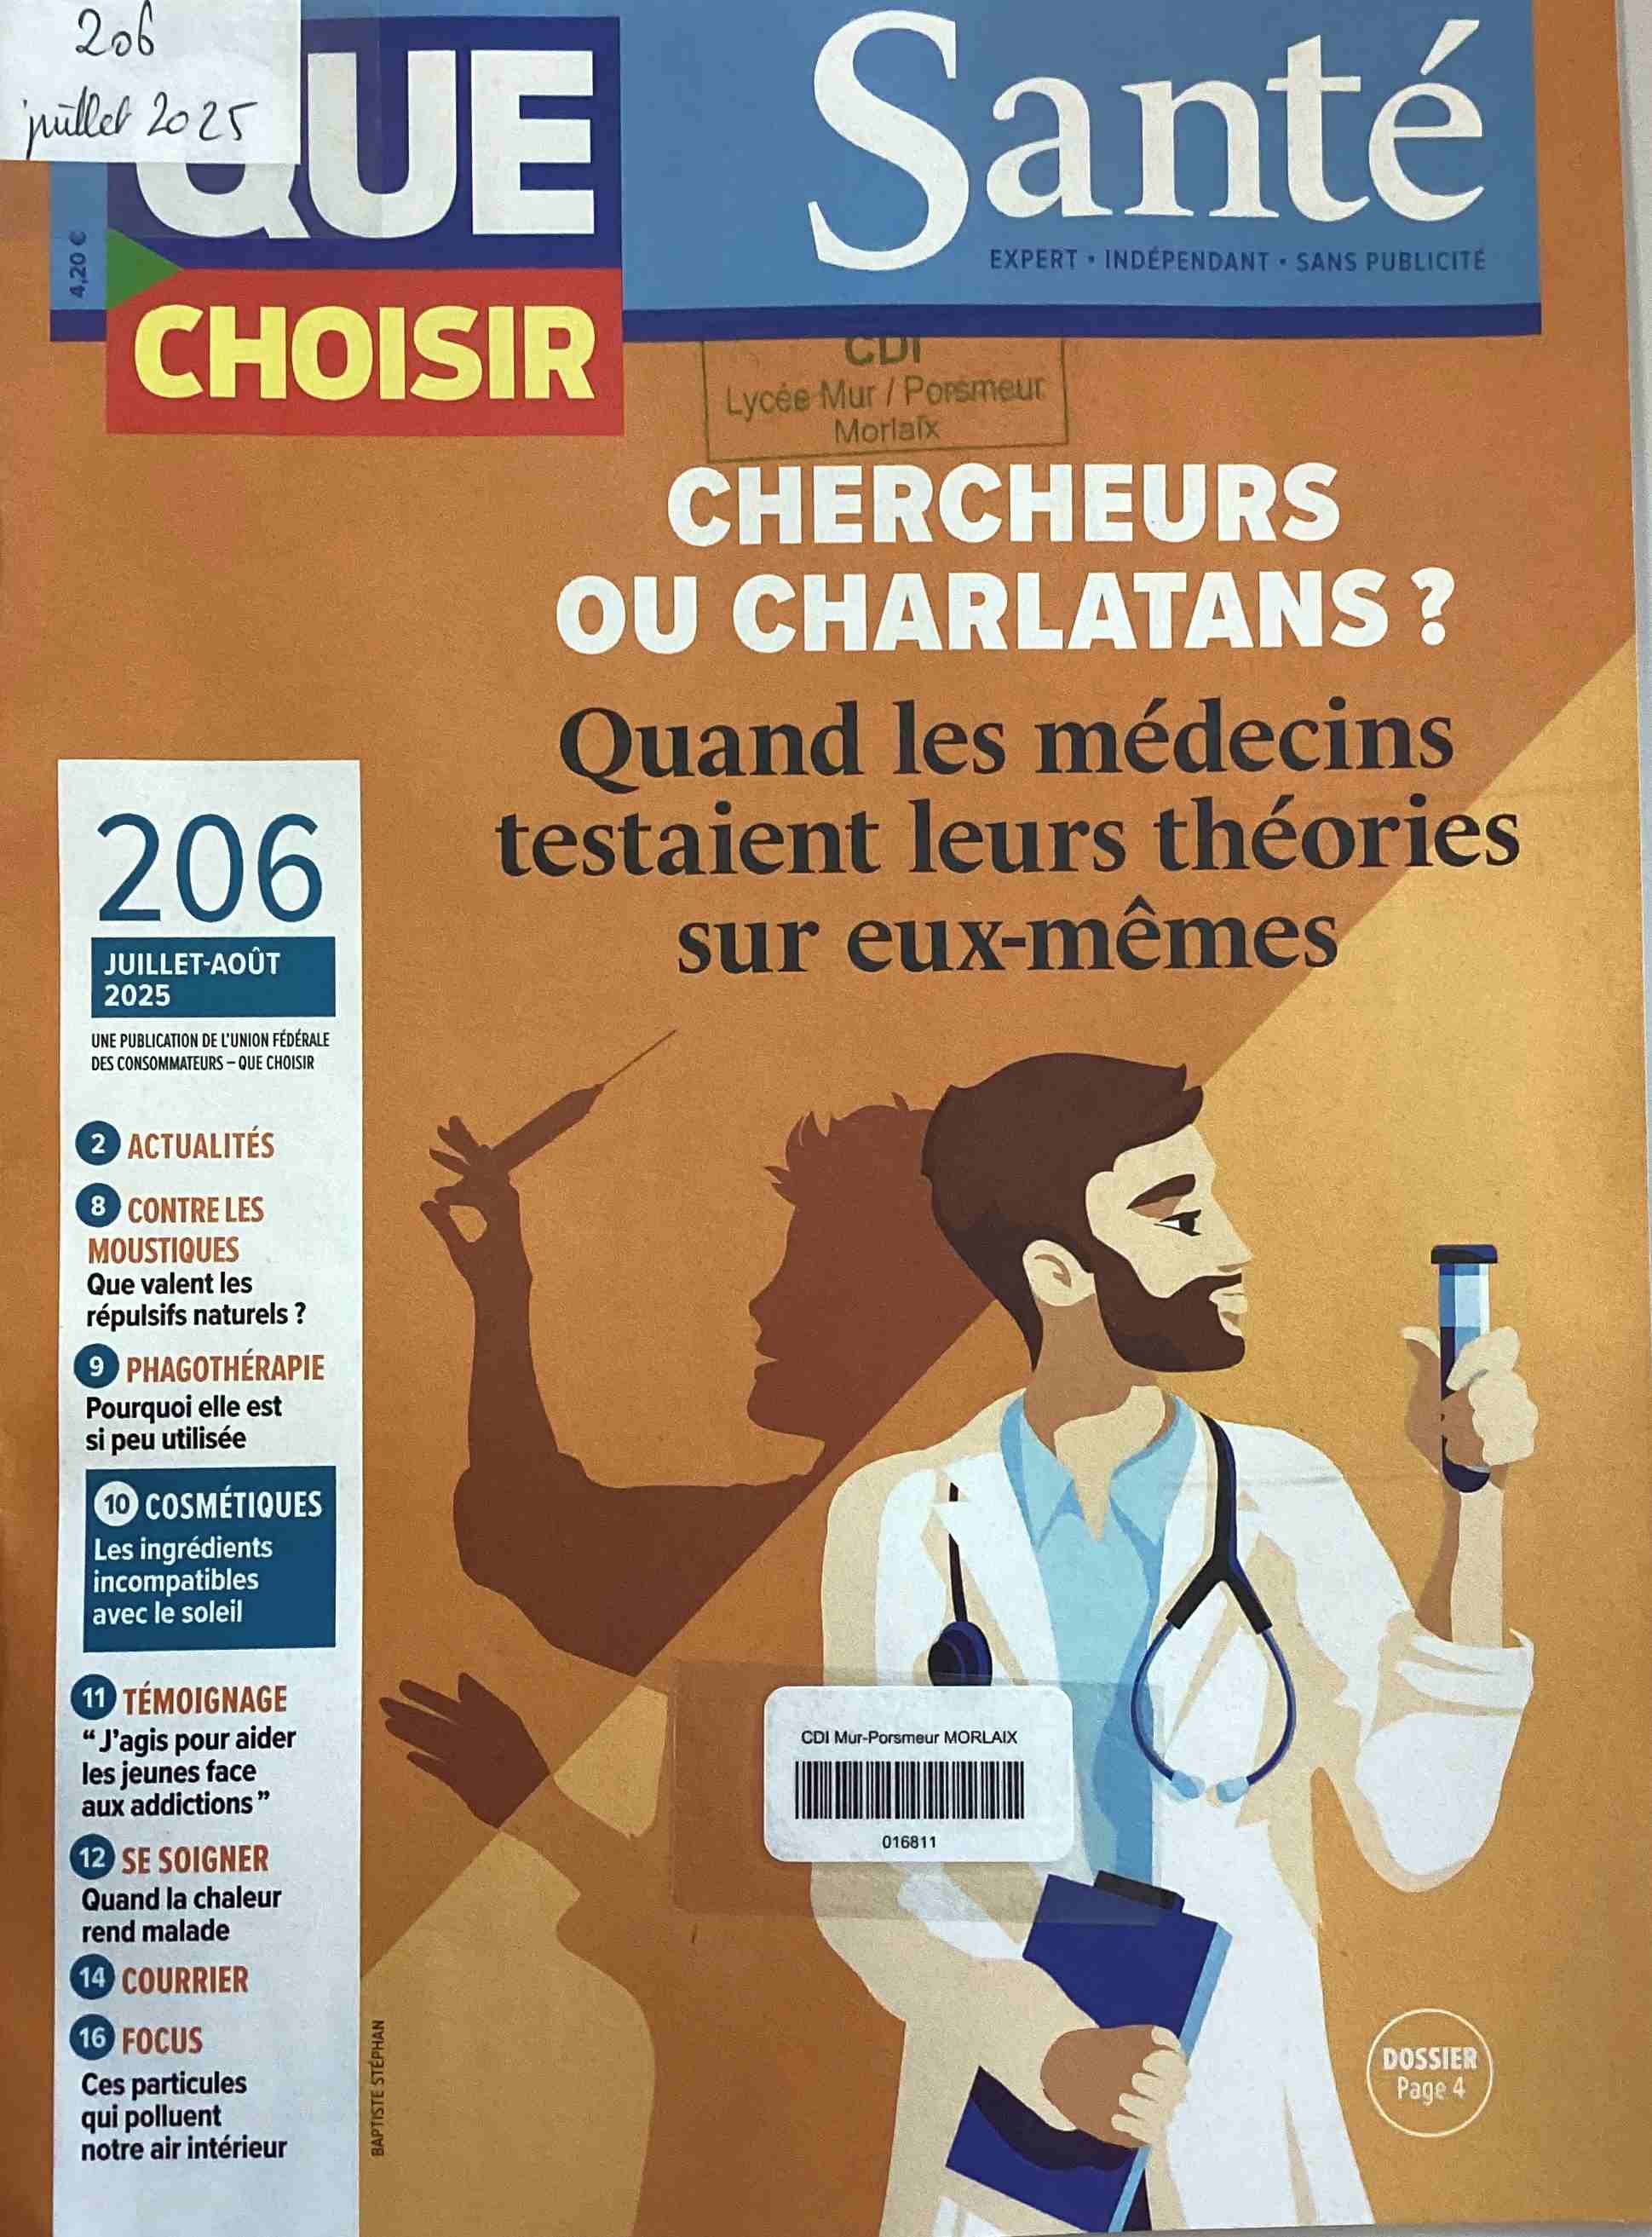 206
juillet 2025
QUE
CHOISIR
4,20 €
Santé
EXPERT • INDÉPENDANT • SANS PUBLICITÉ
CDI
Lycée Mur / Porsmeur
Morlaix
CHERCHEURS
OU CHARLATANS ?
Quand les médecins
testaient leurs théories
sur eux-mêmes
206
JUILLET-AOÛT
2025
UNE PUBLICATION DE L'UNION FÉDÉRALE
DES CONSOMMATEURS – QUE CHOISIR
2 ACTUALITÉS
8 CONTRE LES
MOUSTIQUES
Que valent les
répulsifs naturels ?
9 PHAGOTHÉRAPIE
Pourquoi elle est
si peu utilisée
10 COSMÉTIQUES
Les ingrédients
incompatibles
avec le soleil
11 TÉMOIGNAGE
“ J’agis pour aider
les jeunes face
aux addictions ”
12 SE SOIGNER
Quand la chaleur
rend malade
14 COURRIER
16 FOCUS
Ces particules
qui polluent
notre air intérieur
BAPTISTE STÉPHAN
CDI Mur-Porsmeur MORLAIX
016811
DOSSIER
Page 4